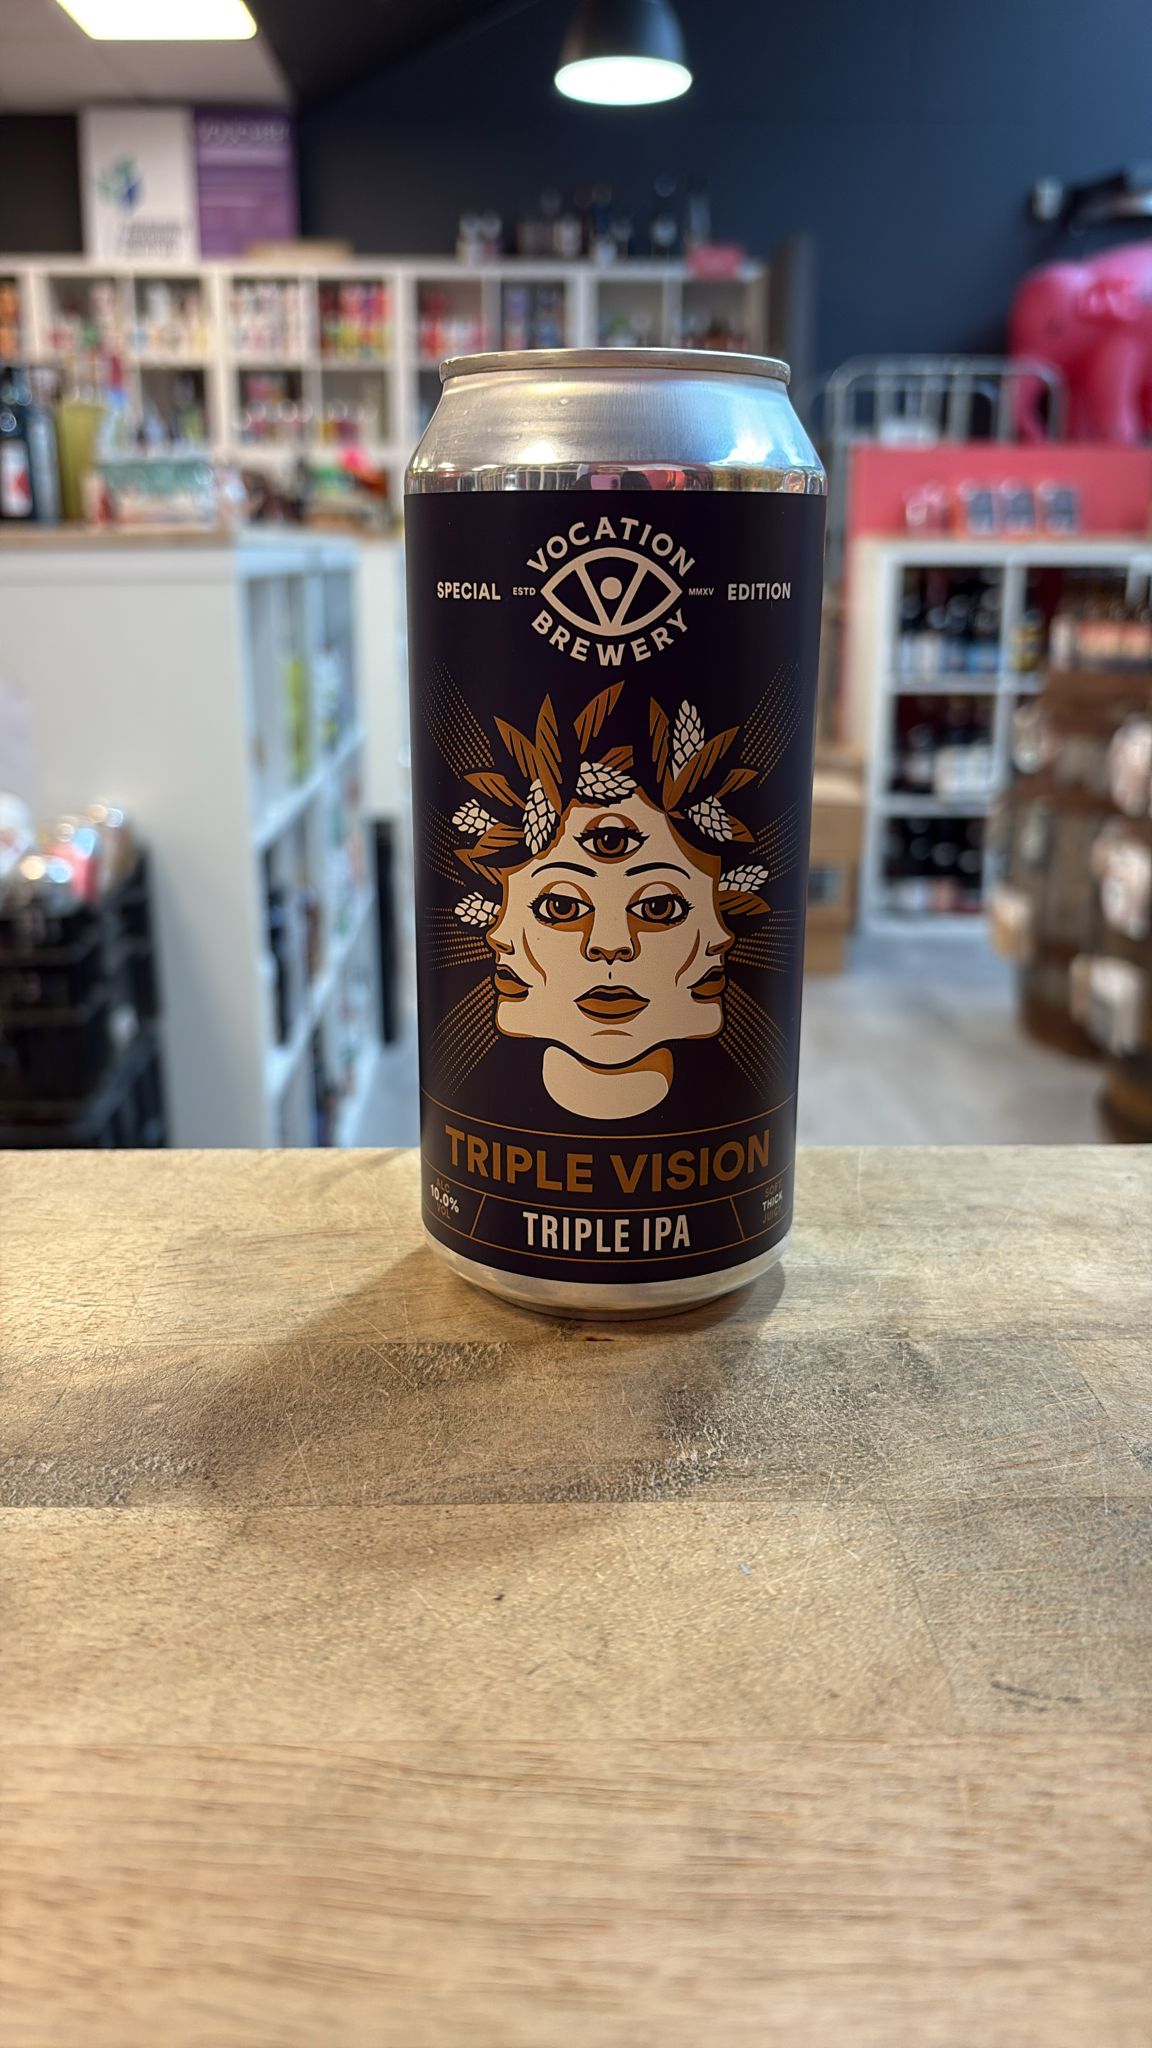 VOCATION
SPECIAL ESTD MMXV EDITION
BREWERY
TRIPLE VISION
ALC
10.0%
VOL
TRIPLE IPA
SOFT
THICK
JUICY